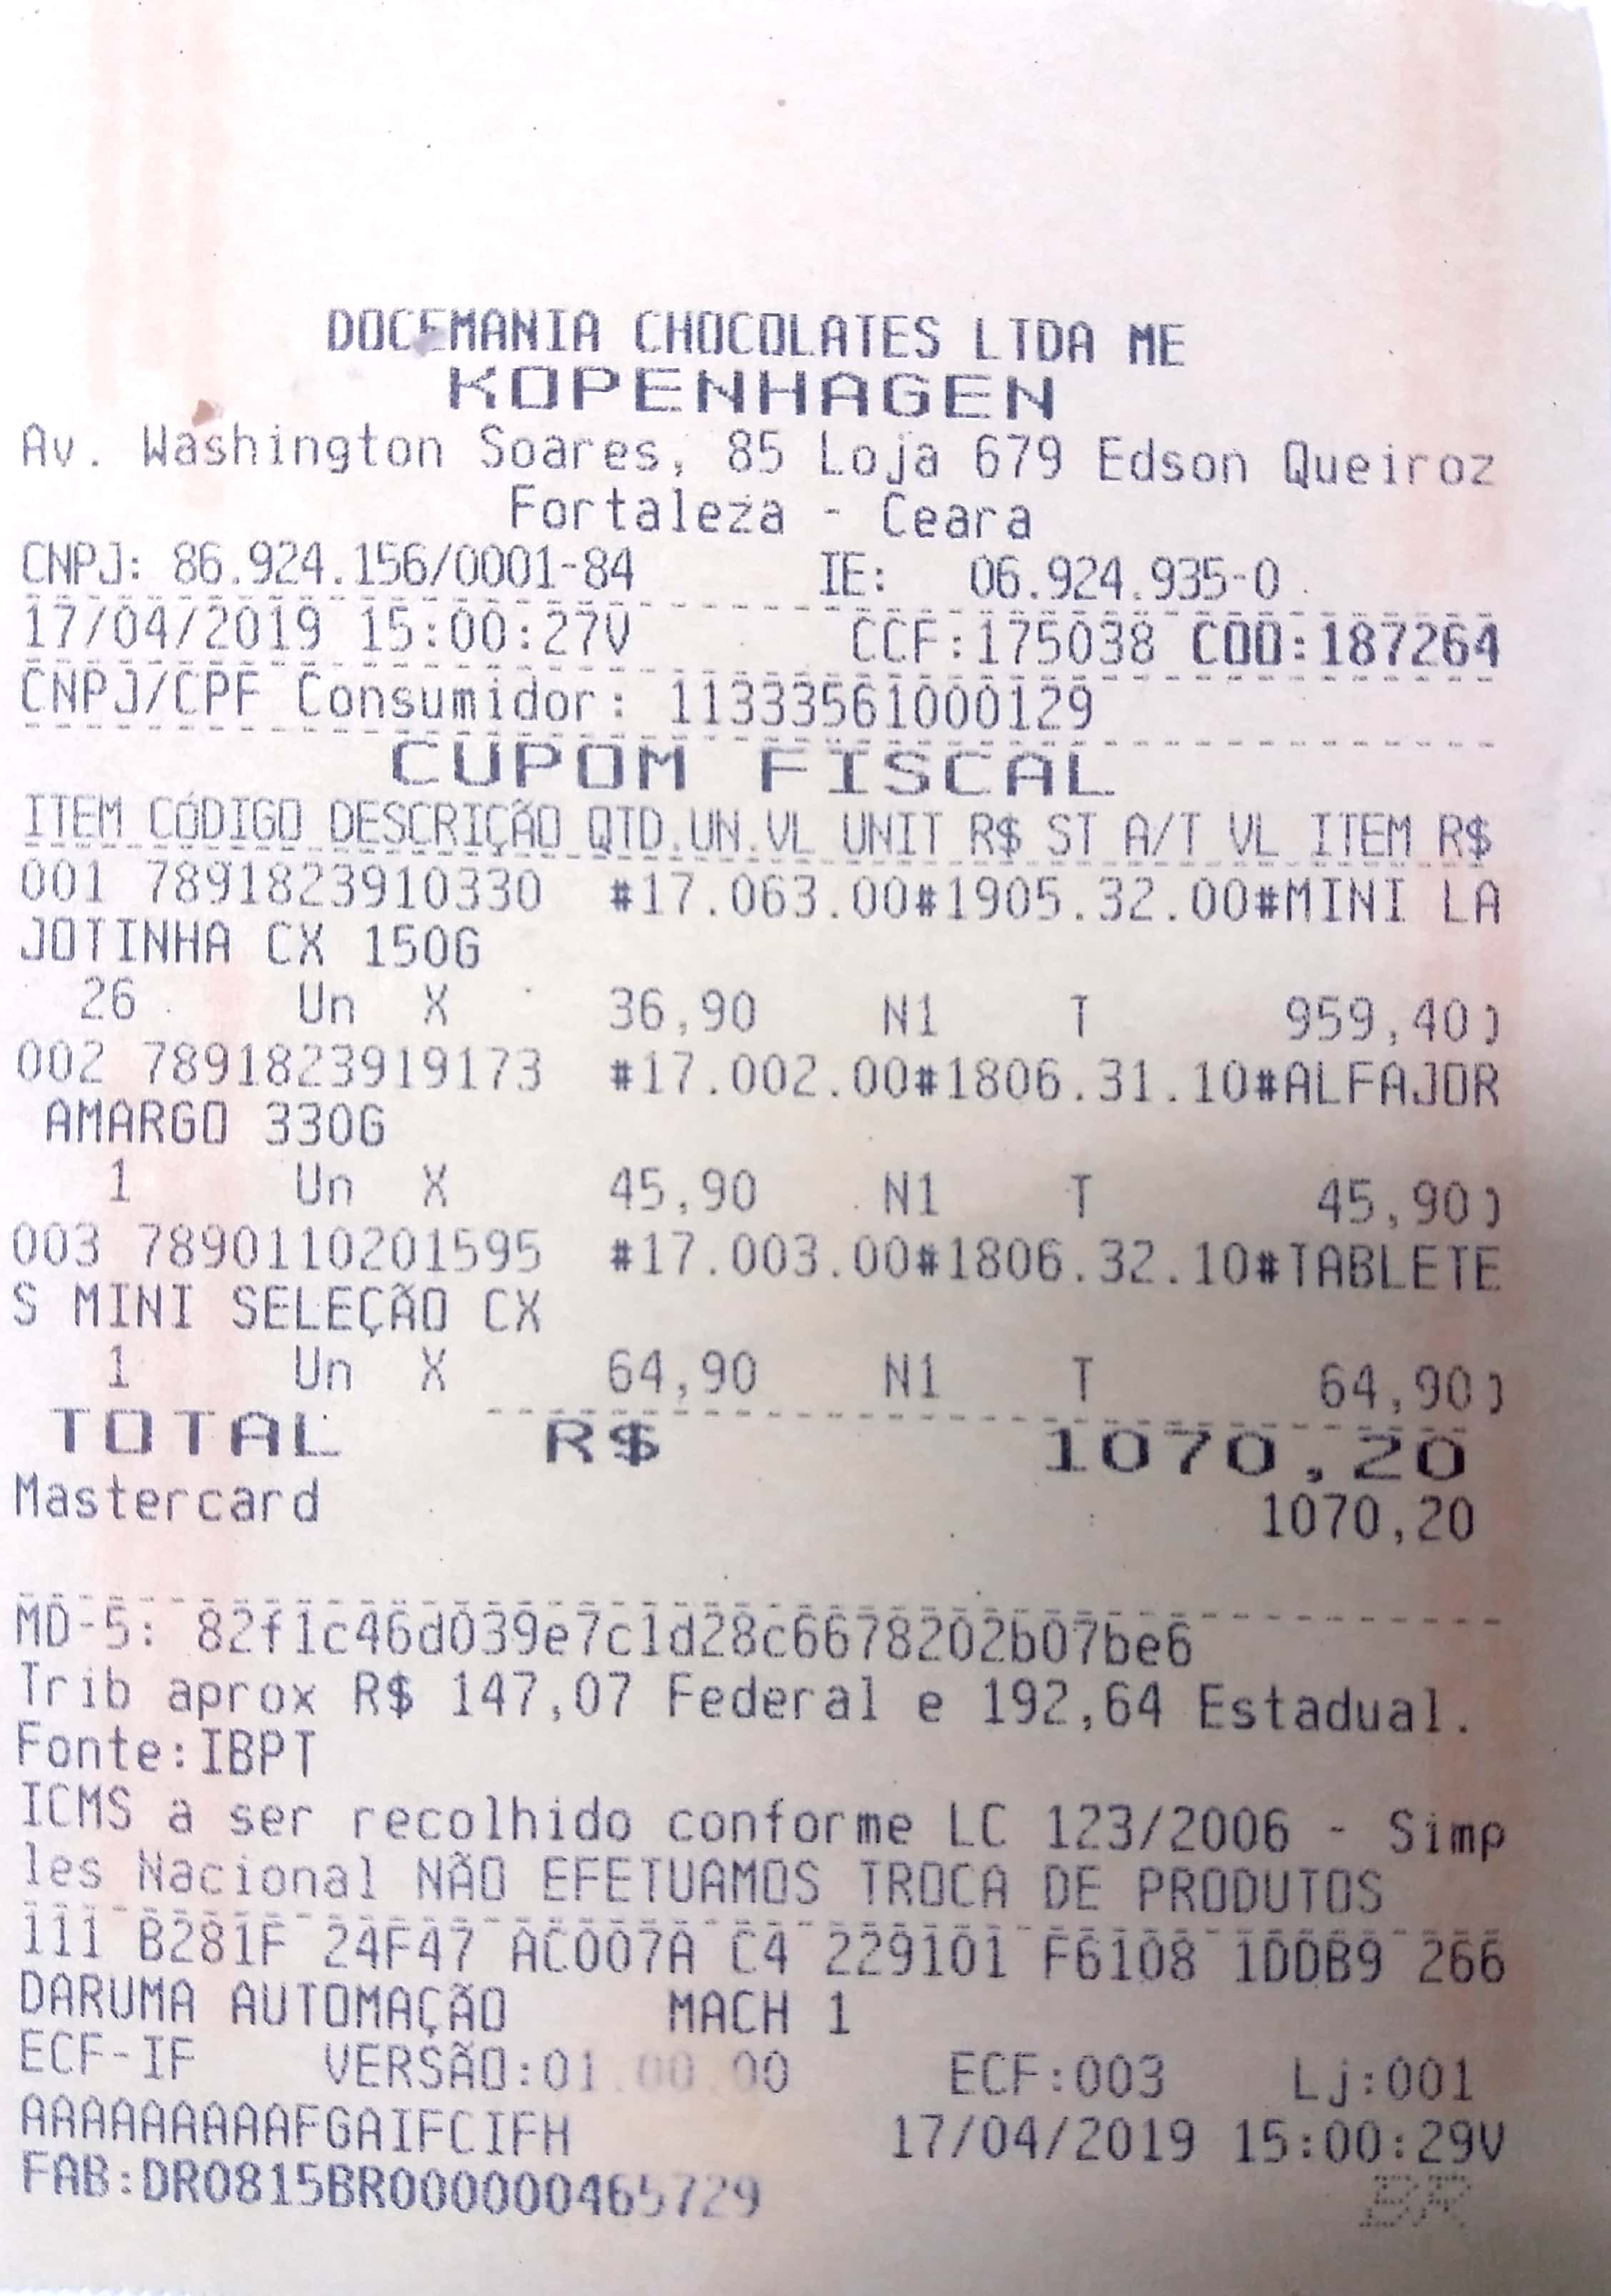 DOCEMANIA CHOCOLATES LTDA ME
KOPENHAGEN
Av. Washington Soares, 85 Loja 679 Edson Queiroz
Fortaleza - Ceara
CNPJ: 86.924.156/0001-84 IE: 06.924.935-0
17/04/2019 15:00:27V CCF:175038 COO:187264
CNPJ/CPF Consumidor: 11333561000129
CUPOM FISCAL
ITEM CÓDIGO DESCRIÇÃO QTD.UN.VL UNIT R$ ST A/T VL ITEM R$
001 7891823910330 #17.063.00#1905.32.00#MINI LA
JOTINHA CX 150G
26 Un X 36,90 N1 T 959,40
002 7891823919173 #17.002.00#1806.31.10#ALFAJOR
AMARGO 330G
1 Un X 45,90 N1 T 45,90
003 7890110201595 #17.003.00#1806.32.10#TABLETE
S MINI SELEÇÃO CX
1 Un X 64,90 N1 T 64,90
TOTAL R$ 1070,20
Mastercard 1070,20
MD-5: 82f1c46d039e7c1d28c6678202b07be6
Trib aprox R$ 147,07 Federal e 192,64 Estadual.
Fonte:IBPT
ICMS a ser recolhido conforme LC 123/2006 - Simp
les Nacional NÃO EFETUAMOS TROCA DE PRODUTOS
111 B281F 24F47 AC007A C4 229101 F6108 1DDB9 266
DARUMA AUTOMAÇÃO MACH 1
ECF-IF VERSÃO:01.00.00 ECF:003 Lj:001
AAAAAAAAAFGAIFCIFH 17/04/2019 15:00:29V
FAB:DR0815BR000000465729
BR